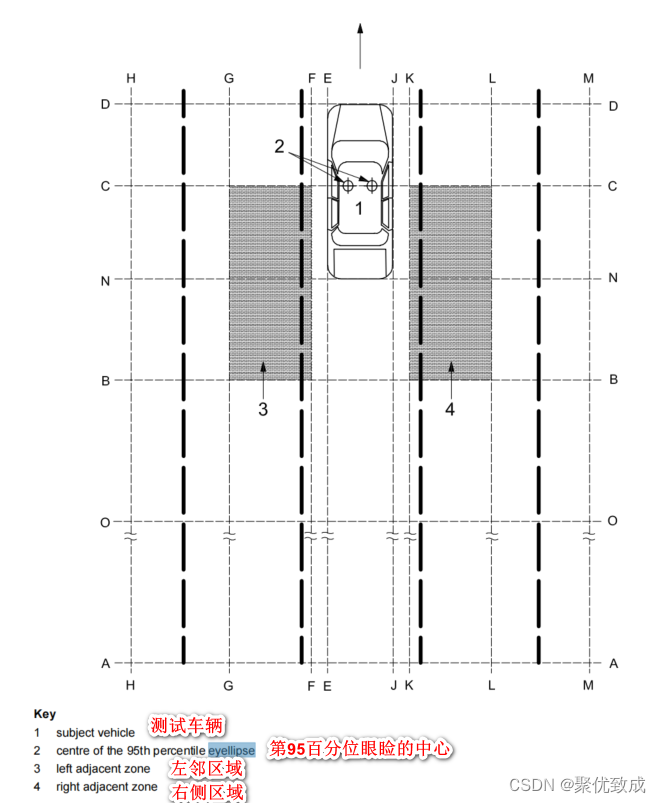 H G F E J K L M
D D
2
C C
1
N N
B B
3 4
O O
A A
H G F E J K L M
Key
1 subject vehicle 测试车辆
2 centre of the 95th percentile eyellipse 第95百分位眼睑的中心
3 left adjacent zone 左邻区域
4 right adjacent zone 右侧区域
CSDN @聚优致成